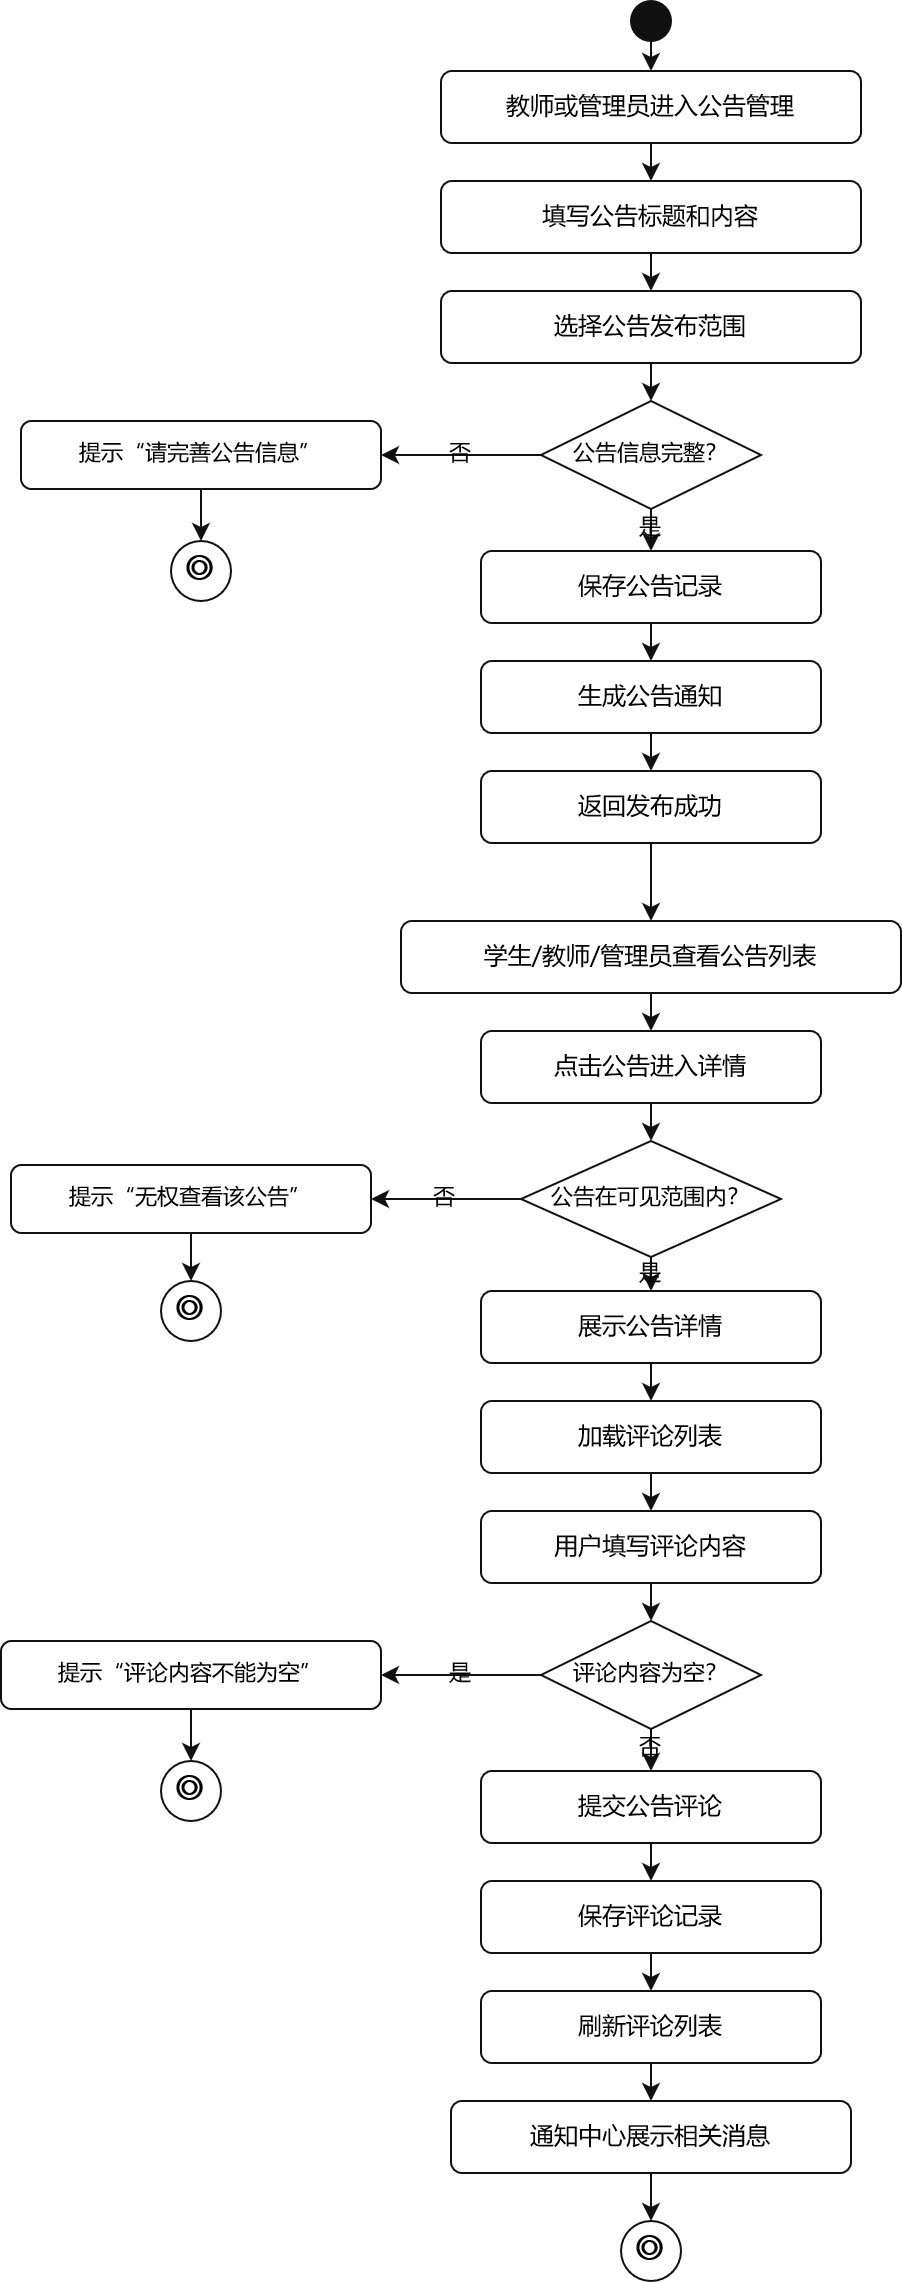 教师或管理员进入公告管理
填写公告标题和内容
选择公告发布范围
公告信息完整？
否
提示“请完善公告信息”
◎
是
保存公告记录
生成公告通知
返回发布成功
学生/教师/管理员查看公告列表
点击公告进入详情
公告在可见范围内？
否
提示“无权查看该公告”
◎
是
展示公告详情
加载评论列表
用户填写评论内容
评论内容为空？
是
提示“评论内容不能为空”
◎
否
提交公告评论
保存评论记录
刷新评论列表
通知中心展示相关消息
◎